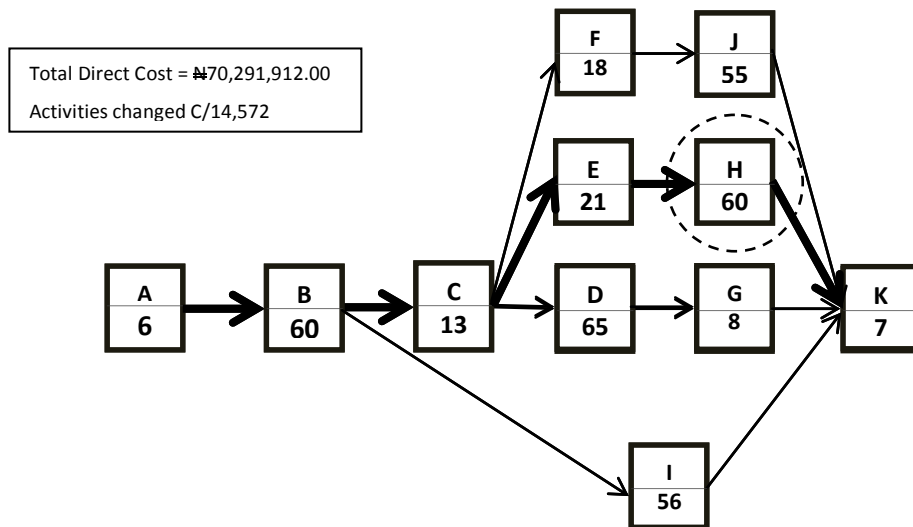 Total Direct Cost = ₦70,291,912.00
Activities changed C/14,572
F
18
J
55
E
21
H
60
A
6
B
60
C
13
D
65
G
8
K
7
I
56